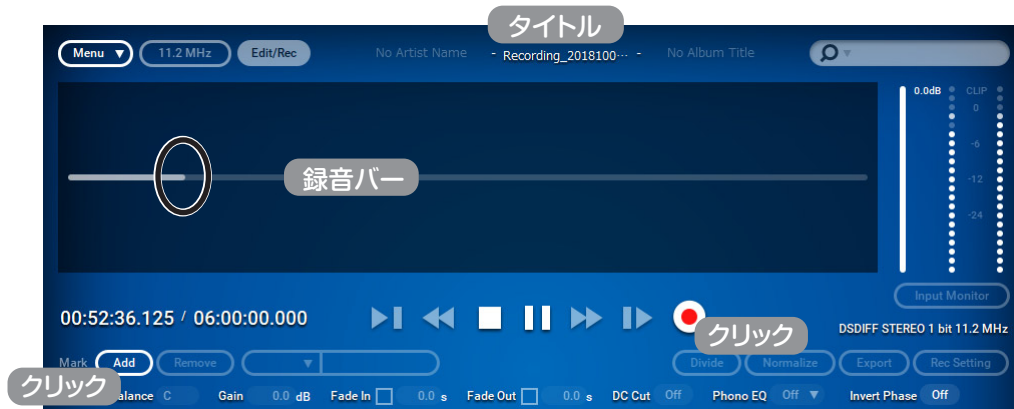 タイトル
Menu ▼ 11.2 MHz Edit/Rec No Artist Name - Recording_2018100… - No Album Title
0.0dB CLIP
0
-6
録音バー
-12
-24
Input Monitor
00:52:36.125 / 06:00:00.000
クリック
DSDIFF STEREO 1 bit 11.2 MHz
Mark Add Remove ▼ Divide Normalize Export Rec Setting
クリック
alance C Gain 0.0 dB Fade In 0.0 s Fade Out 0.0 s DC Cut Off Phono EQ Off ▼ Invert Phase Off